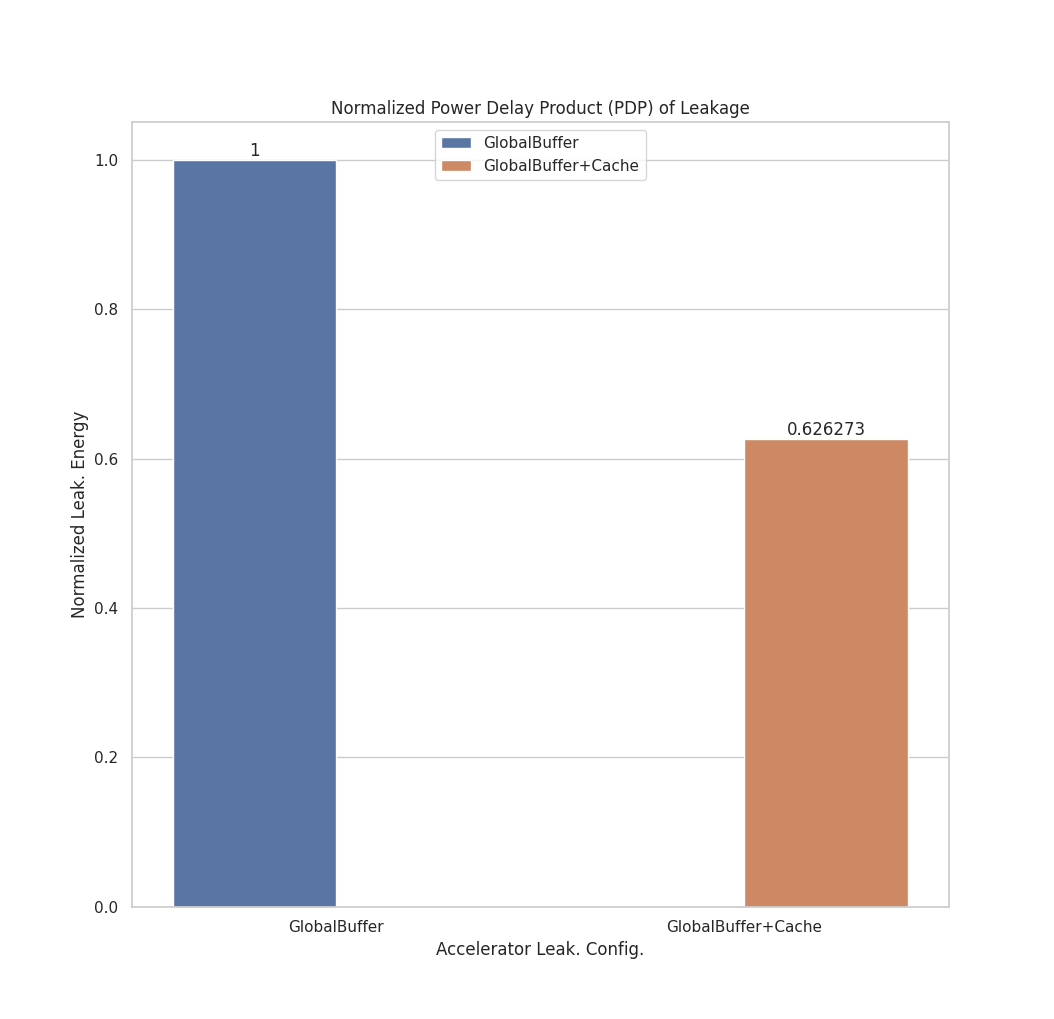 Normalized Power Delay Product (PDP) of Leakage
GlobalBuffer
GlobalBuffer+Cache
1
0.626273
1.0
0.8
0.6
0.4
0.2
0.0
Normalized Leak. Energy
GlobalBuffer
GlobalBuffer+Cache
Accelerator Leak. Config.